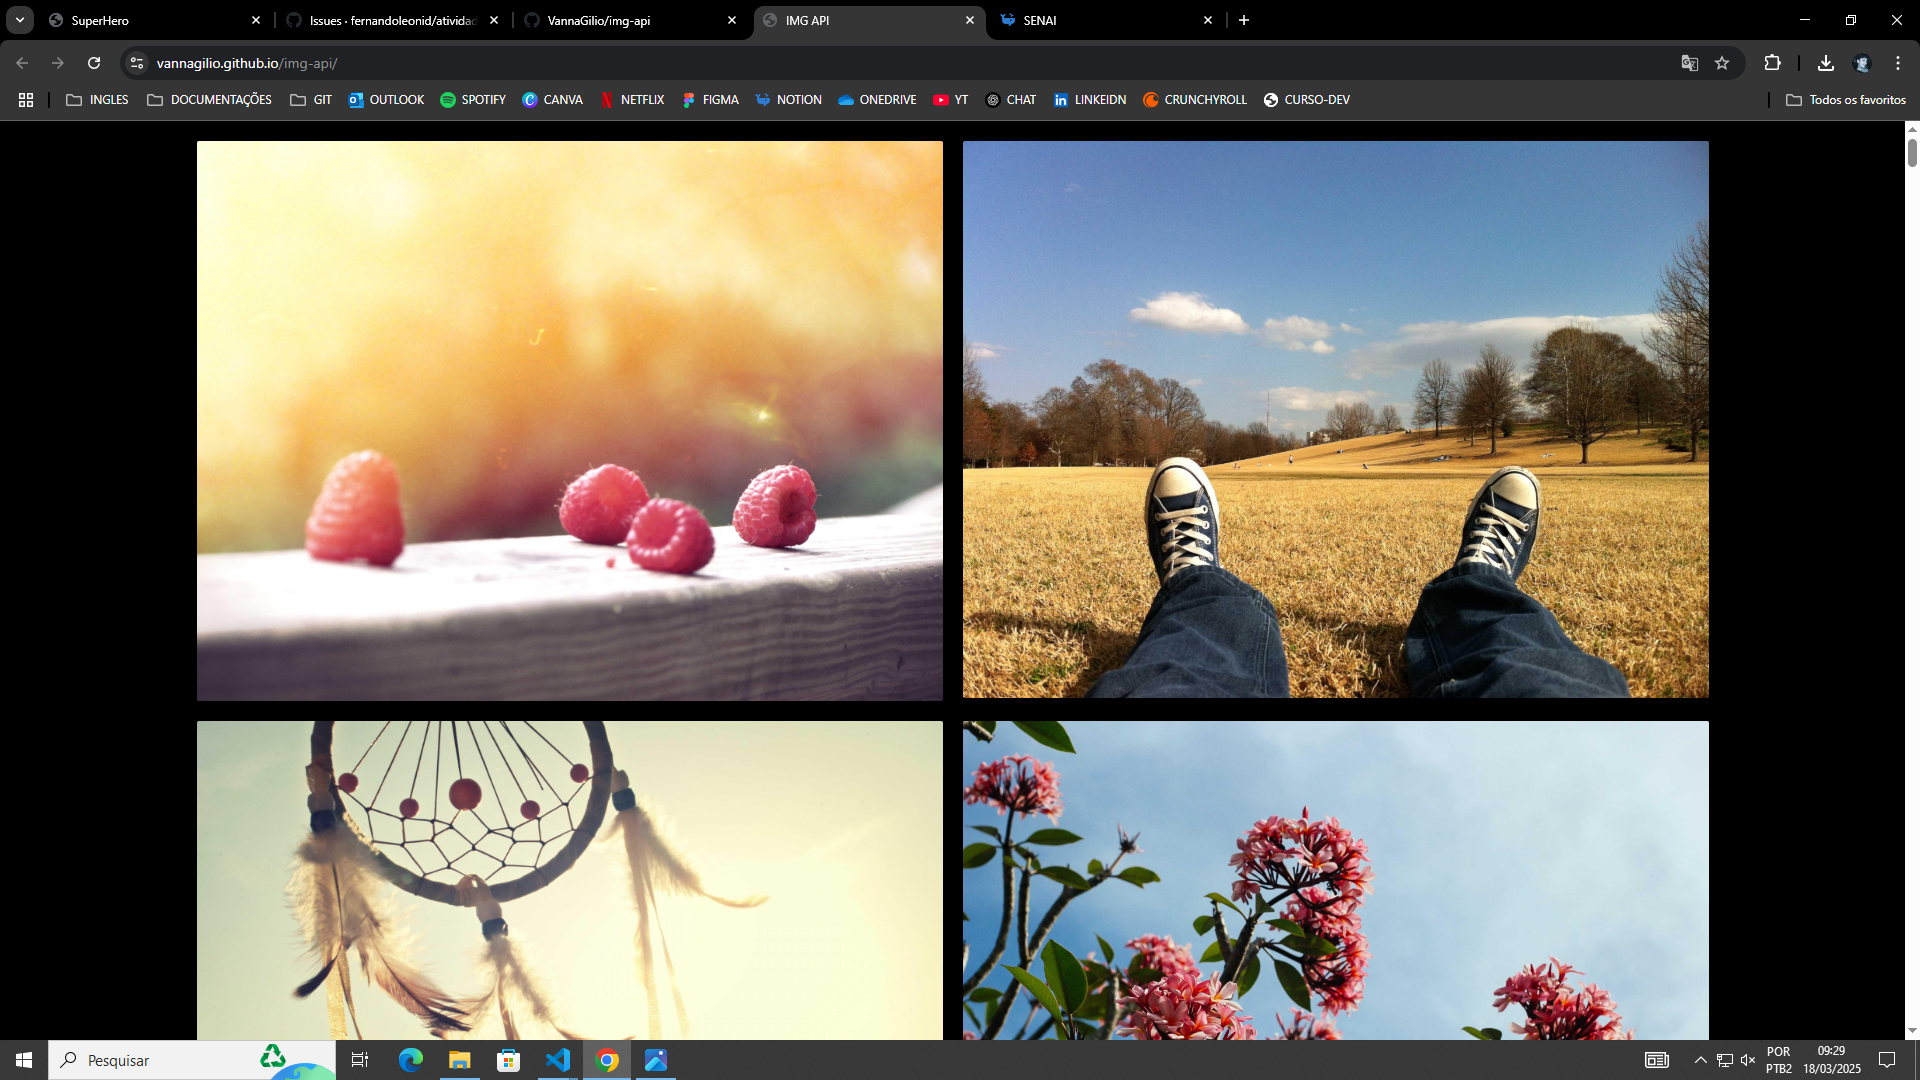 SuperHero
Issues · fernandoleonid/atividad
VannaGilio/img-api
IMG API
SENAI
vannagilio.github.io/img-api/
INGLES
DOCUMENTAÇÕES
GIT
OUTLOOK
SPOTIFY
CANVA
NETFLIX
FIGMA
NOTION
ONEDRIVE
YT
CHAT
LINKEIDN
CRUNCHYROLL
CURSO-DEV
Todos os favoritos
Pesquisar
POR
PTB2
09:29
18/03/2025